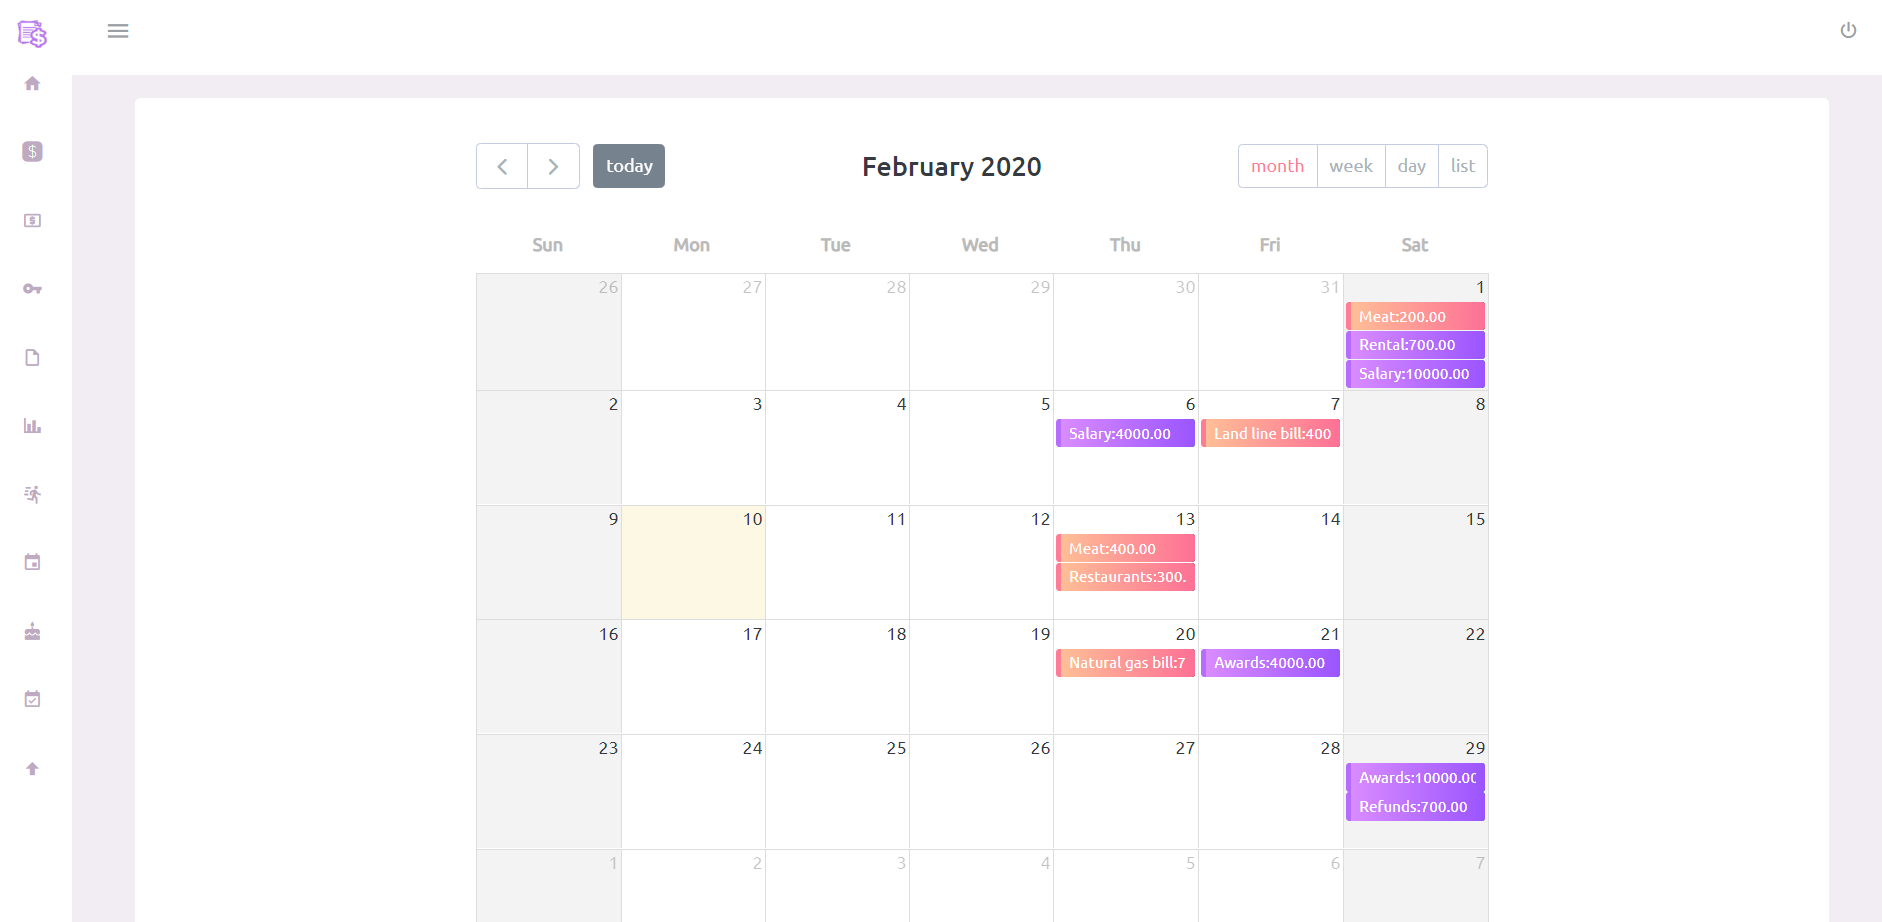 today
February 2020
month week day list
Sun Mon Tue Wed Thu Fri Sat
26 27 28 29 30 31 1
Meat:200.00
Rental:700.00
Salary:10000.00
2 3 4 5 6 7 8
Salary:4000.00 Land line bill:400
9 10 11 12 13 14 15
Meat:400.00
Restaurants:300.
16 17 18 19 20 21 22
Natural gas bill:7 Awards:4000.00
23 24 25 26 27 28 29
Awards:10000.00
Refunds:700.00
1 2 3 4 5 6 7